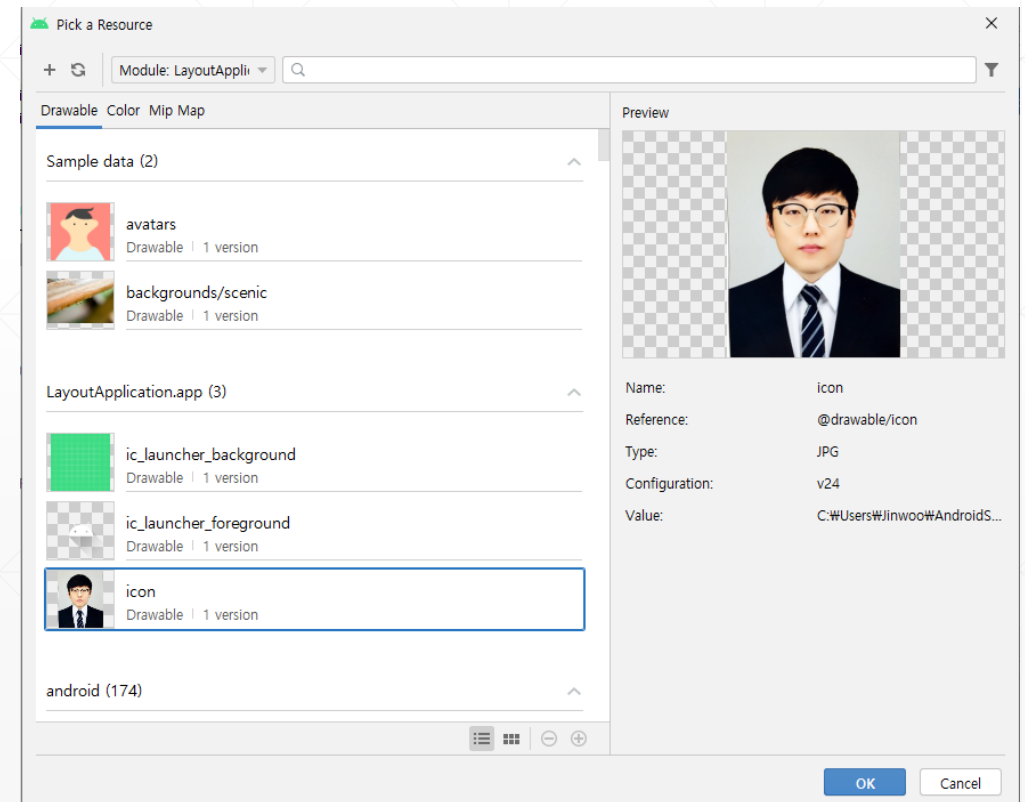 Pick a Resource
Module: LayoutAppli
Drawable Color Mip Map
Sample data (2)
avatars
Drawable | 1 version
backgrounds/scenic
Drawable | 1 version
LayoutApplication.app (3)
ic_launcher_background
Drawable | 1 version
ic_launcher_foreground
Drawable | 1 version
icon
Drawable | 1 version
android (174)
Preview
Name: icon
Reference: @drawable/icon
Type: JPG
Configuration: v24
Value: C:₩Users₩Jinwoo₩AndroidS...
OK Cancel